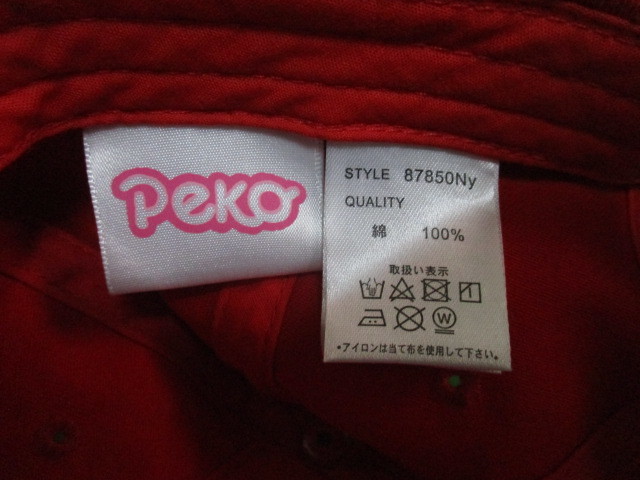 Peko
STYLE 87850Ny
QUALITY
綿 100%
取扱い表示
W
•アイロンは当て布を使用して下さい。